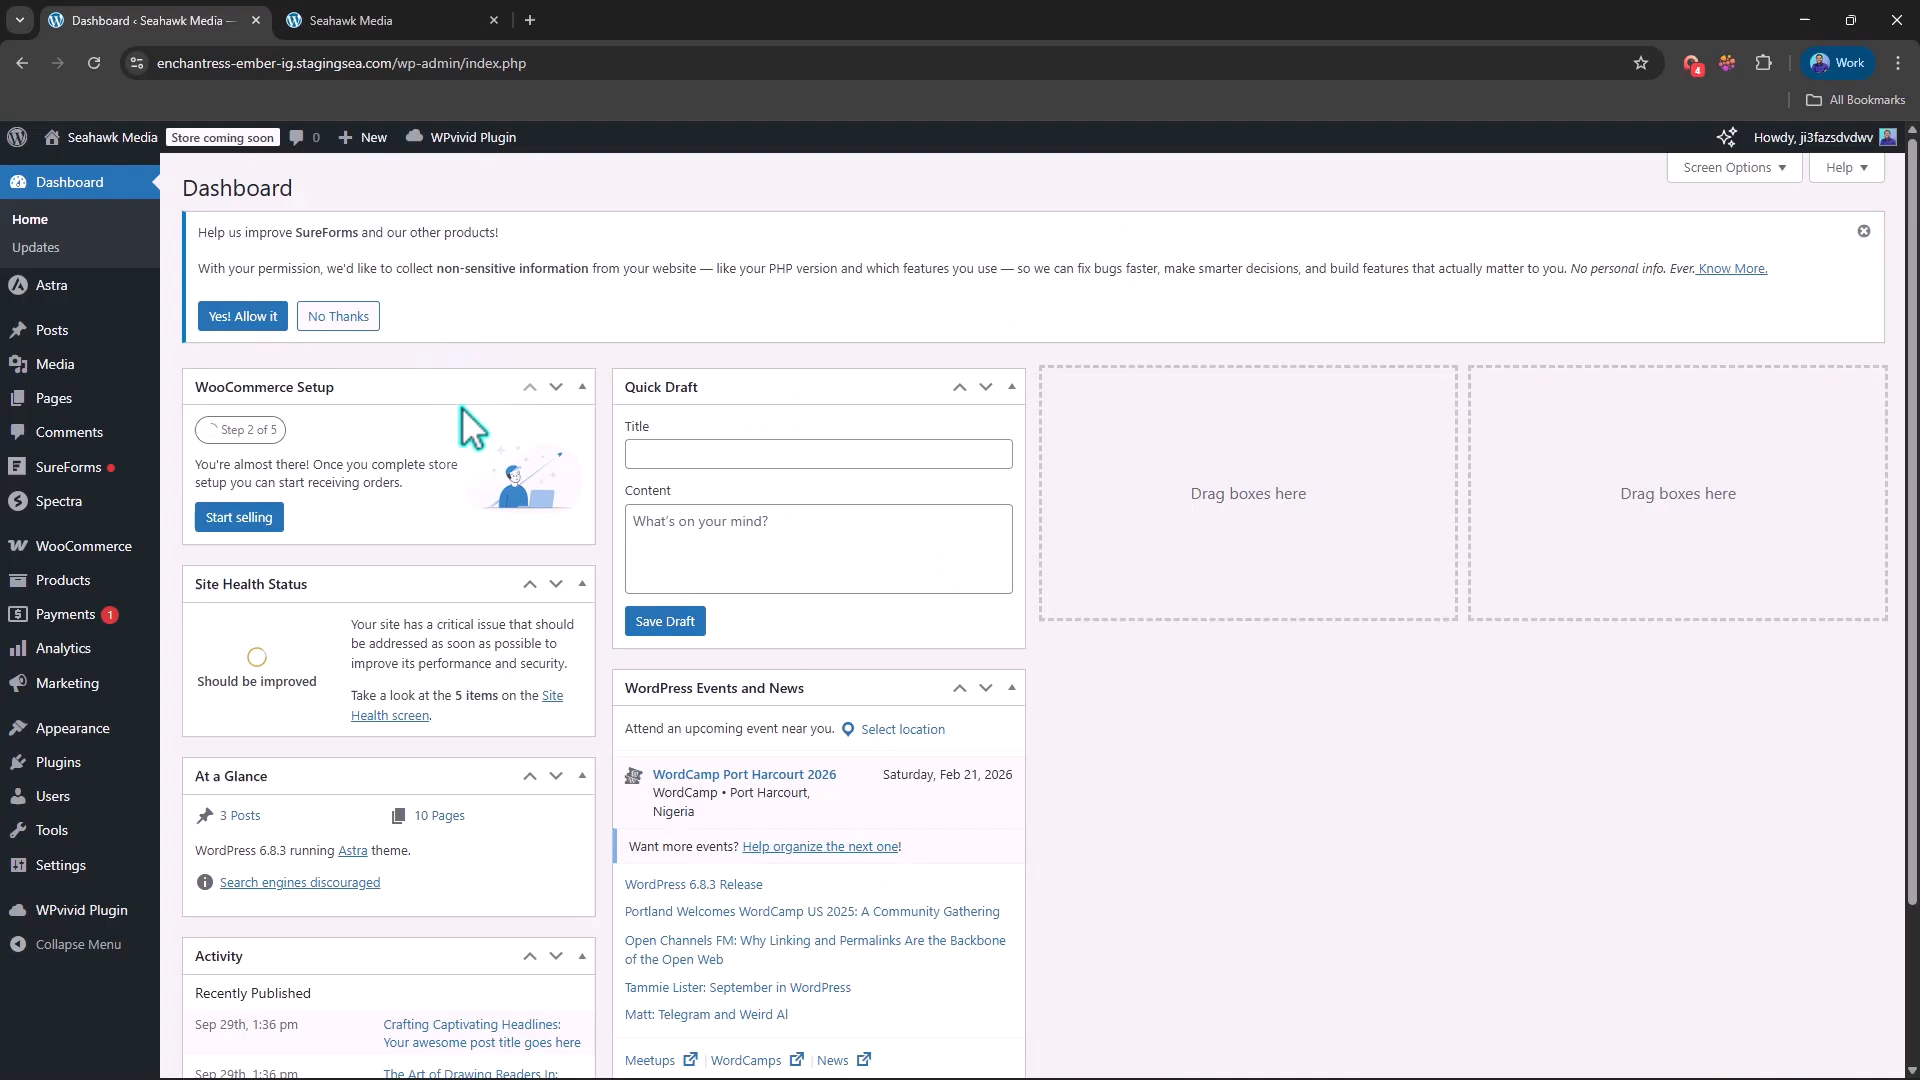 Dashboard ‹ Seahawk Media —
Seahawk Media
enchantress-ember-ig.stagingsea.com/wp-admin/index.php
4
Work
All Bookmarks
Seahawk Media
Store coming soon
0
New
WPvivid Plugin
Howdy, ji3fazsdvdwv
Dashboard
Home
Updates
Astra
Posts
Media
Pages
Comments
SureForms
Spectra
WooCommerce
Products
Payments 1
Analytics
Marketing
Appearance
Plugins
Users
Tools
Settings
WPvivid Plugin
Collapse Menu
Screen Options
Help
Dashboard
Help us improve SureForms and our other products!
With your permission, we'd like to collect non-sensitive information from your website — like your PHP version and which features you use — so we can fix bugs faster, make smarter decisions, and build features that actually matter to you. No personal info. Ever. Know More.
Yes! Allow it
No Thanks
WooCommerce Setup
Step 2 of 5
You're almost there! Once you complete store
setup you can start receiving orders.
Start selling
Site Health Status
Should be improved
Your site has a critical issue that should
be addressed as soon as possible to
improve its performance and security.
Take a look at the 5 items on the Site
Health screen.
At a Glance
3 Posts
10 Pages
WordPress 6.8.3 running Astra theme.
Search engines discouraged
Activity
Recently Published
Sep 29th, 1:36 pm
Crafting Captivating Headlines:
Your awesome post title goes here
Sep 29th, 1:36 pm
The Art of Drawing Readers In:
Quick Draft
Title
Content
What's on your mind?
Save Draft
WordPress Events and News
Attend an upcoming event near you.
Select location
WordCamp Port Harcourt 2026
Saturday, Feb 21, 2026
WordCamp • Port Harcourt,
Nigeria
Want more events? Help organize the next one!
WordPress 6.8.3 Release
Portland Welcomes WordCamp US 2025: A Community Gathering
Open Channels FM: Why Linking and Permalinks Are the Backbone
of the Open Web
Tammie Lister: September in WordPress
Matt: Telegram and Weird Al
Meetups | WordCamps | News
Drag boxes here
Drag boxes here